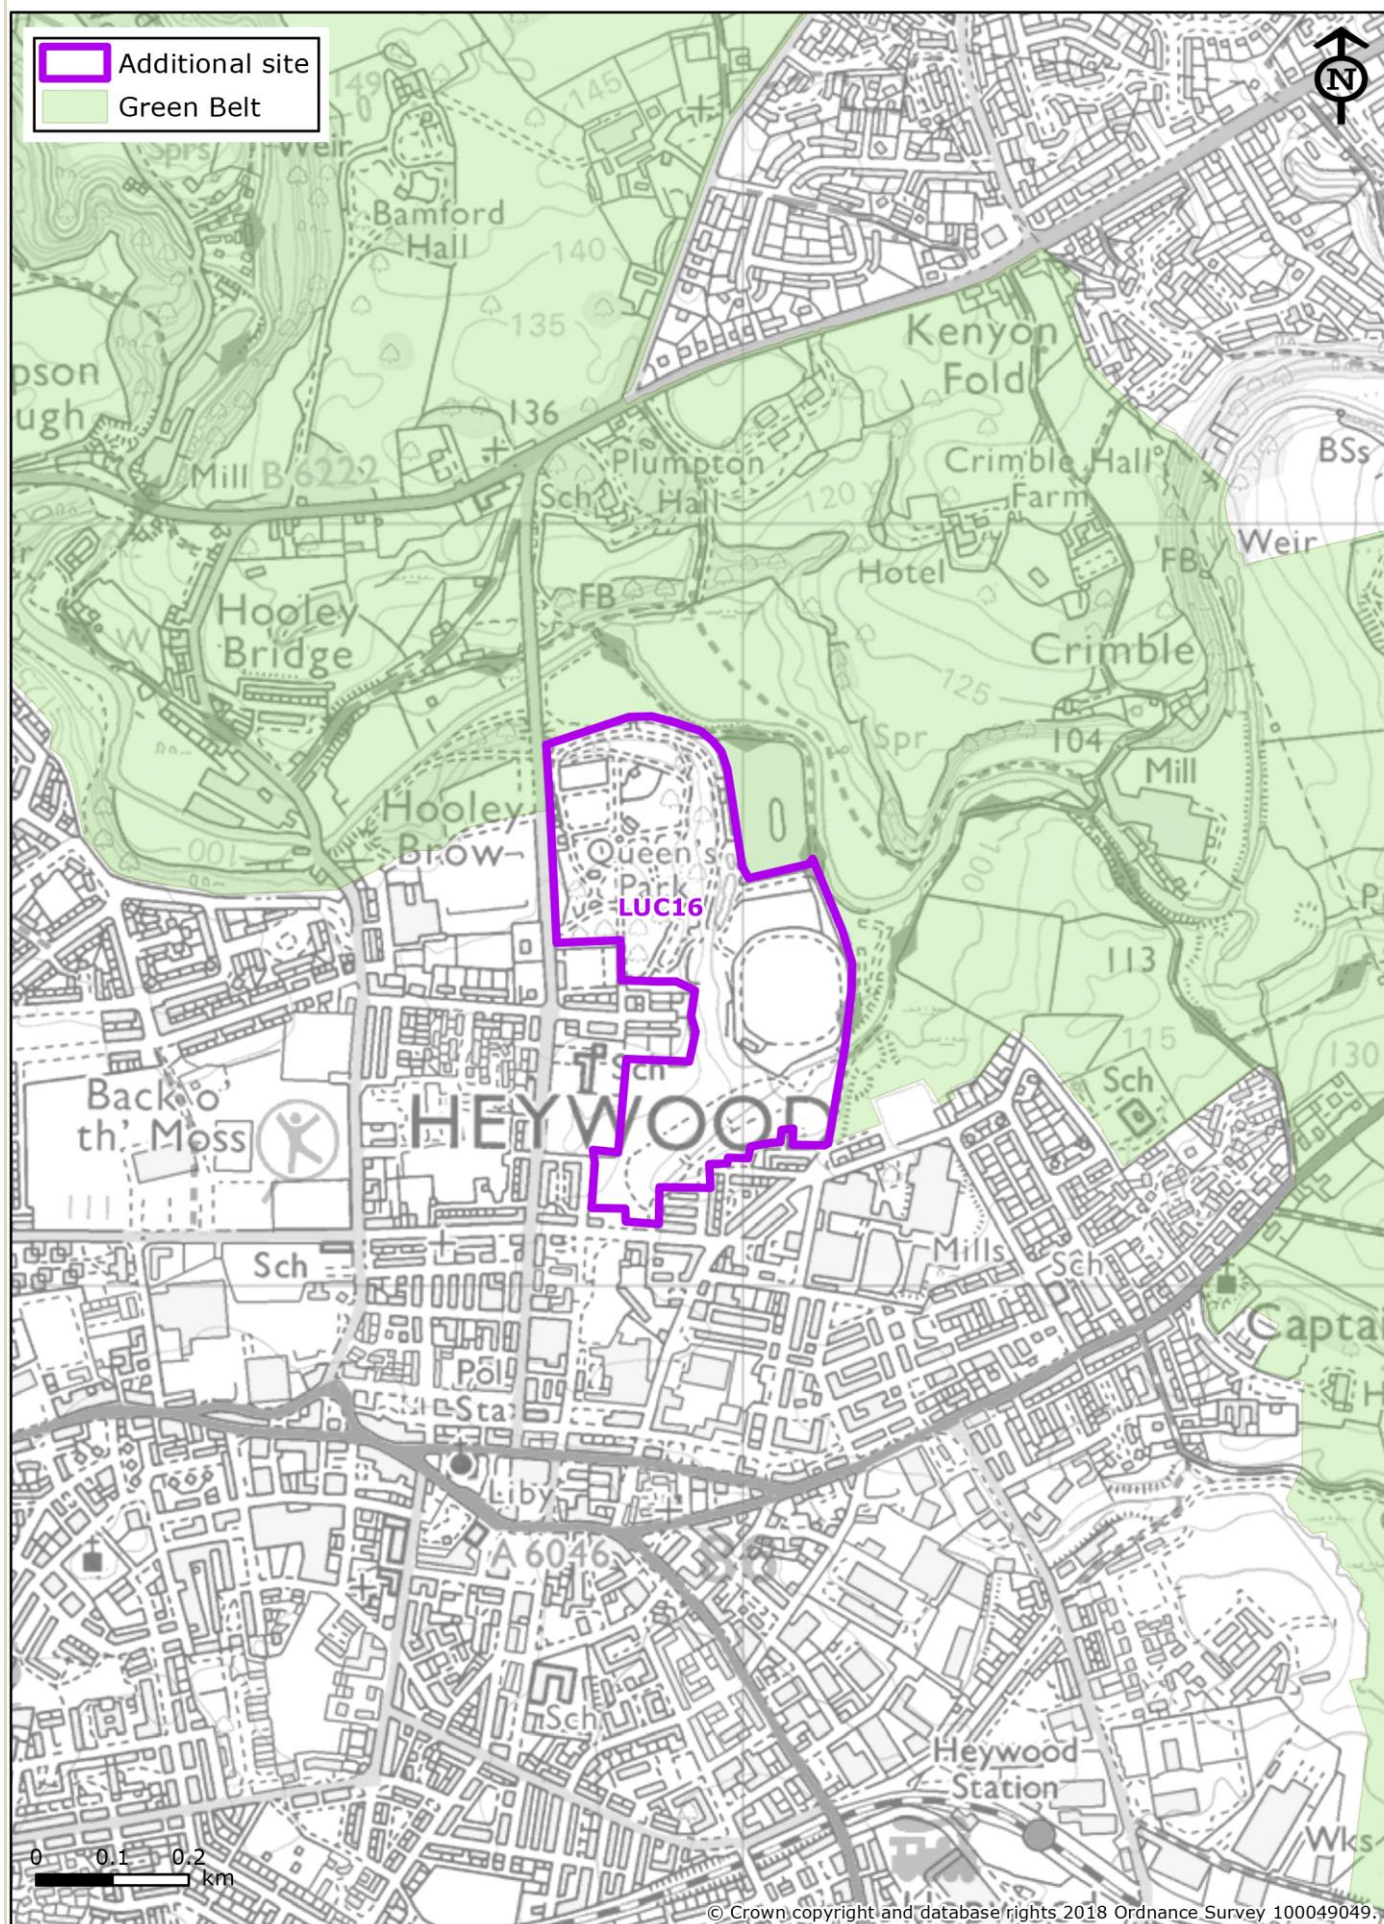 Additional site
Green Belt
N
149
145
Sprs
Weir
Bamford
Hall
140
135
Kenyon
Fold
pson
ugh
136
BSs
Mill
B 6222
Plumpton
Hall
Crimble Hall
Farm
Sch
120
Weir
Hotel
FB
FB
Hooley
Bridge
W
Crimble
125
Spr
104
Mill
Hooley
Brow
100
Queen's
Park
LUC16
100
113
115
130
Sch
Sch
Back o'
th' Moss
HEYWOOD
Sch
Mills
Sch
Captai
H
Pol
Sta
Liby
A 6046
Sch
Heywood
Station
Wks
0
0.1
0.2
km
© Crown copyright and database rights 2018 Ordnance Survey 100049049.